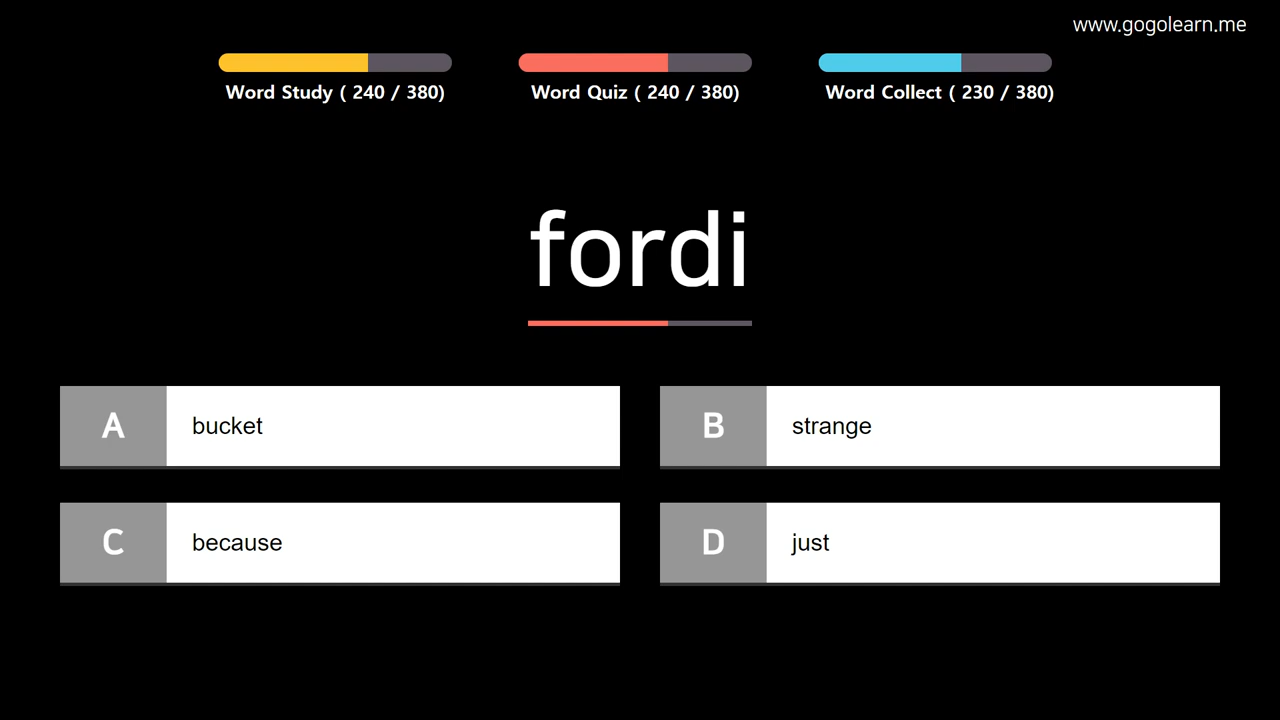 www.gogolearn.me
Word Study ( 240 / 380)
Word Quiz ( 240 / 380)
Word Collect ( 230 / 380)
fordi
A bucket
B strange
C because
D just